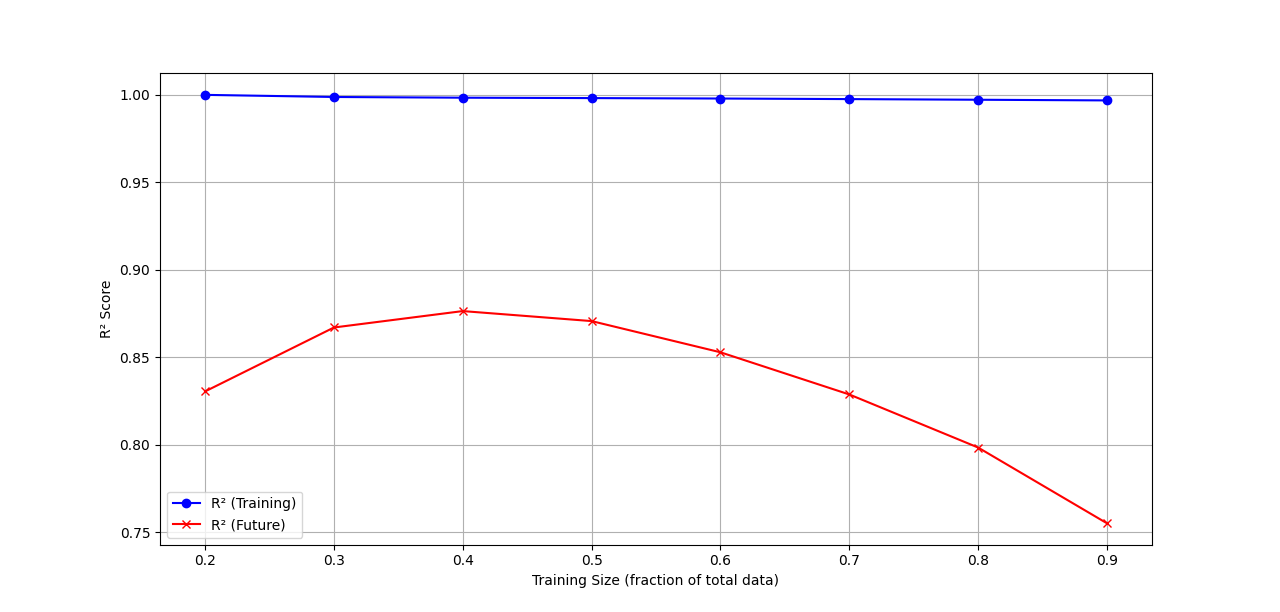 1.00
0.95
0.90
0.85
0.80
0.75
R² Score
R² (Training)
R² (Future)
0.2 0.3 0.4 0.5 0.6 0.7 0.8 0.9
Training Size (fraction of total data)